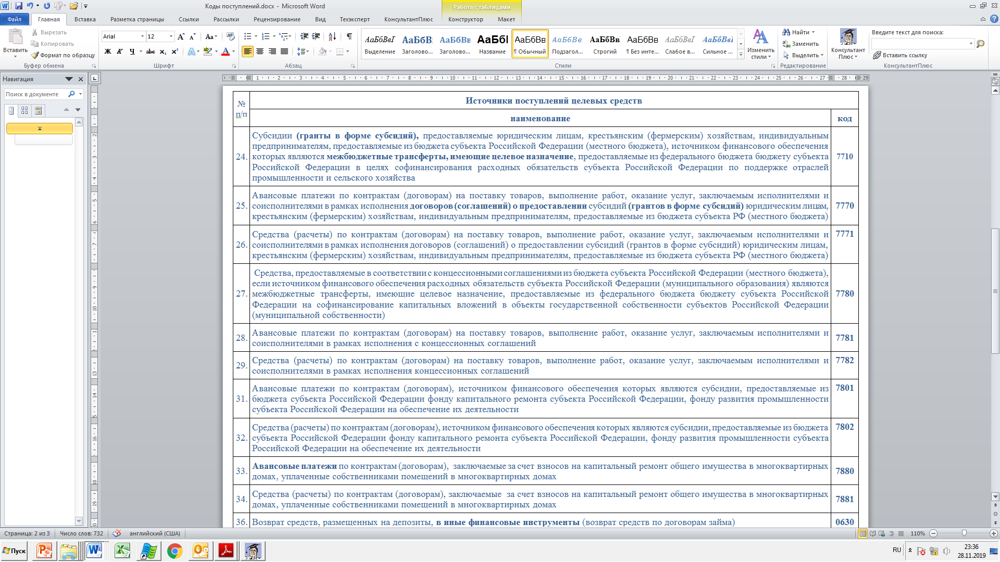 Коды поступлений.docx - Microsoft Word
Работа с таблицами
Файл Главная Вставка Разметка страницы Ссылки Рассылки Рецензирование Вид Техэксперт КонсультантПлюс Конструктор Макет
Вставить
Вырезать
Копировать
Формат по образцу
Буфер обмена
Arial 12
Ж К Ч abc x₂ x²
Шрифт
Абзац
АаБбВвІ АаБбВ АаБбВв АаБбІ АаБбВв АаБбВв АаБбВві АаБбВв АаБбВвІ АаБбВв
Выделение Заголово... Заголово... Название ¶ Обычный Подзагол... Строгий ¶ Без инте... Слабое в... Сильное ...
Стили
Изменить стили
Найти
Заменить
Выделить
Редактирование
Консультант Плюс
Введите текст для поиска:
Вставить ссылку
КонсультантПлюс
Навигация
Поиск в документе
№ п/п
Источники поступлений целевых средств
наименование код
24. Субсидии (гранты в форме субсидий), предоставляемые юридическим лицам, крестьянским (фермерским) хозяйствам, индивидуальным
предпринимателям, предоставляемые из бюджета субъекта Российской Федерации (местного бюджета), источником финансового обеспечения
которых являются межбюджетные трансферты, имеющие целевое назначение, предоставляемые из федерального бюджета бюджету субъекта
Российской Федерации в целях софинансирования расходных обязательств субъекта Российской Федерации по поддержке отраслей
промышленности и сельского хозяйства
7710
25. Авансовые платежи по контрактам (договорам) на поставку товаров, выполнение работ, оказание услуг, заключаемым исполнителями и
соисполнителями в рамках исполнения договоров (соглашений) о предоставлении субсидий (грантов в форме субсидий) юридическим лицам,
крестьянским (фермерским) хозяйствам, индивидуальным предпринимателям, предоставляемые из бюджета субъекта РФ (местного бюджета)
7770
26. Средства (расчеты) по контрактам (договорам) на поставку товаров, выполнение работ, оказание услуг, заключаемым исполнителями и
соисполнителями в рамках исполнения договоров (соглашений) о предоставлении субсидий (грантов в форме субсидий) юридическим лицам,
крестьянским (фермерским) хозяйствам, индивидуальным предпринимателям, предоставляемые из бюджета субъекта РФ (местного бюджета)
7771
27. Средства, предоставляемые в соответствии с концессионными соглашениями из бюджета субъекта Российской Федерации (местного бюджета),
если источником финансового обеспечения расходных обязательств субъекта Российской Федерации (муниципального образования) являются
межбюджетные трансферты, имеющие целевое назначение, предоставляемые из федерального бюджета бюджету субъекта Российской
Федерации на софинансирование капитальных вложений в объекты государственной собственности субъектов Российской Федерации
(муниципальной собственности)
7780
28. Авансовые платежи по контрактам (договорам) на поставку товаров, выполнение работ, оказание услуг, заключаемым исполнителями и
соисполнителями в рамках исполнения с концессионных соглашений
7781
29. Средства (расчеты) по контрактам (договорам) на поставку товаров, выполнение работ, оказание услуг, заключаемым исполнителями и
соисполнителями в рамках исполнения концессионных соглашений
7782
31. Авансовые платежи по контрактам (договорам), источником финансового обеспечения которых являются субсидии, предоставляемые из
бюджета субъекта Российской Федерации фонду капитального ремонта субъекта Российской Федерации, фонду развития промышленности
субъекта Российской Федерации на обеспечение их деятельности
7801
32. Средства (расчеты) по контрактам (договорам), источником финансового обеспечения которых являются субсидии, предоставляемые из бюджета
субъекта Российской Федерации фонду капитального ремонта субъекта Российской Федерации, фонду развития промышленности субъекта
Российской Федерации на обеспечение их деятельности
7802
33. Авансовые платежи по контрактам (договорам), заключаемые за счет взносов на капитальный ремонт общего имущества в многоквартирных
домах, уплаченные собственниками помещений в многоквартирных домах
7880
34. Средства (расчеты) по контрактам (договорам), заключаемые за счет взносов на капитальный ремонт общего имущества в многоквартирных
домах, уплаченные собственниками помещений в многоквартирных домах
7881
36. Возврат средств, размещенных на депозиты, в иные финансовые инструменты (возврат средств по договорам займа) 0630
Страница: 2 из 3 Число слов: 732 английский (США) 110%
Пуск RU 23:36
28.11.2019